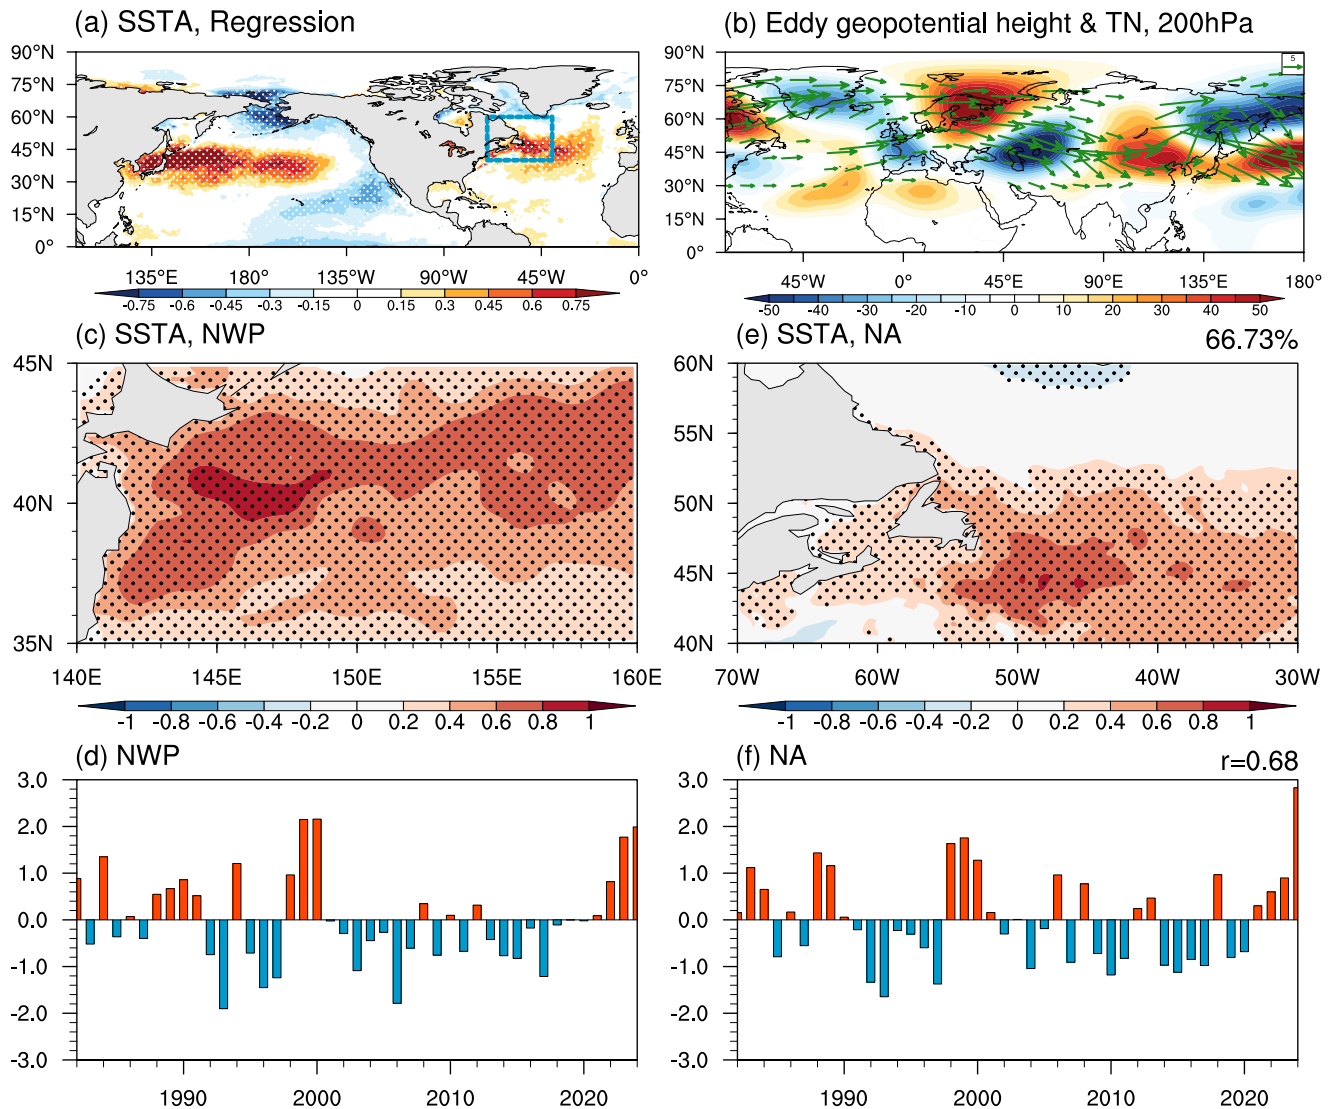 (a) SSTA, Regression
90°N
75°N
60°N
45°N
30°N
15°N
0°
135°E 180° 135°W 90°W 45°W 0°
-0.75 -0.6 -0.45 -0.3 -0.15 0 0.15 0.3 0.45 0.6 0.75
(b) Eddy geopotential height & TN, 200hPa
5
90°N
75°N
60°N
45°N
30°N
15°N
0°
45°W 0° 45°E 90°E 135°E 180°
-50 -40 -30 -20 -10 0 10 20 30 40 50
(c) SSTA, NWP
45N
40N
35N
140E 145E 150E 155E 160E
-1 -0.8 -0.6 -0.4 -0.2 0 0.2 0.4 0.6 0.8 1
(e) SSTA, NA 66.73%
60N
55N
50N
45N
40N
70W 60W 50W 40W 30W
-1 -0.8 -0.6 -0.4 -0.2 0 0.2 0.4 0.6 0.8 1
(d) NWP
3.0
2.0
1.0
0.0
-1.0
-2.0
-3.0
1990 2000 2010 2020
(f) NA r=0.68
3.0
2.0
1.0
0.0
-1.0
-2.0
-3.0
1990 2000 2010 2020